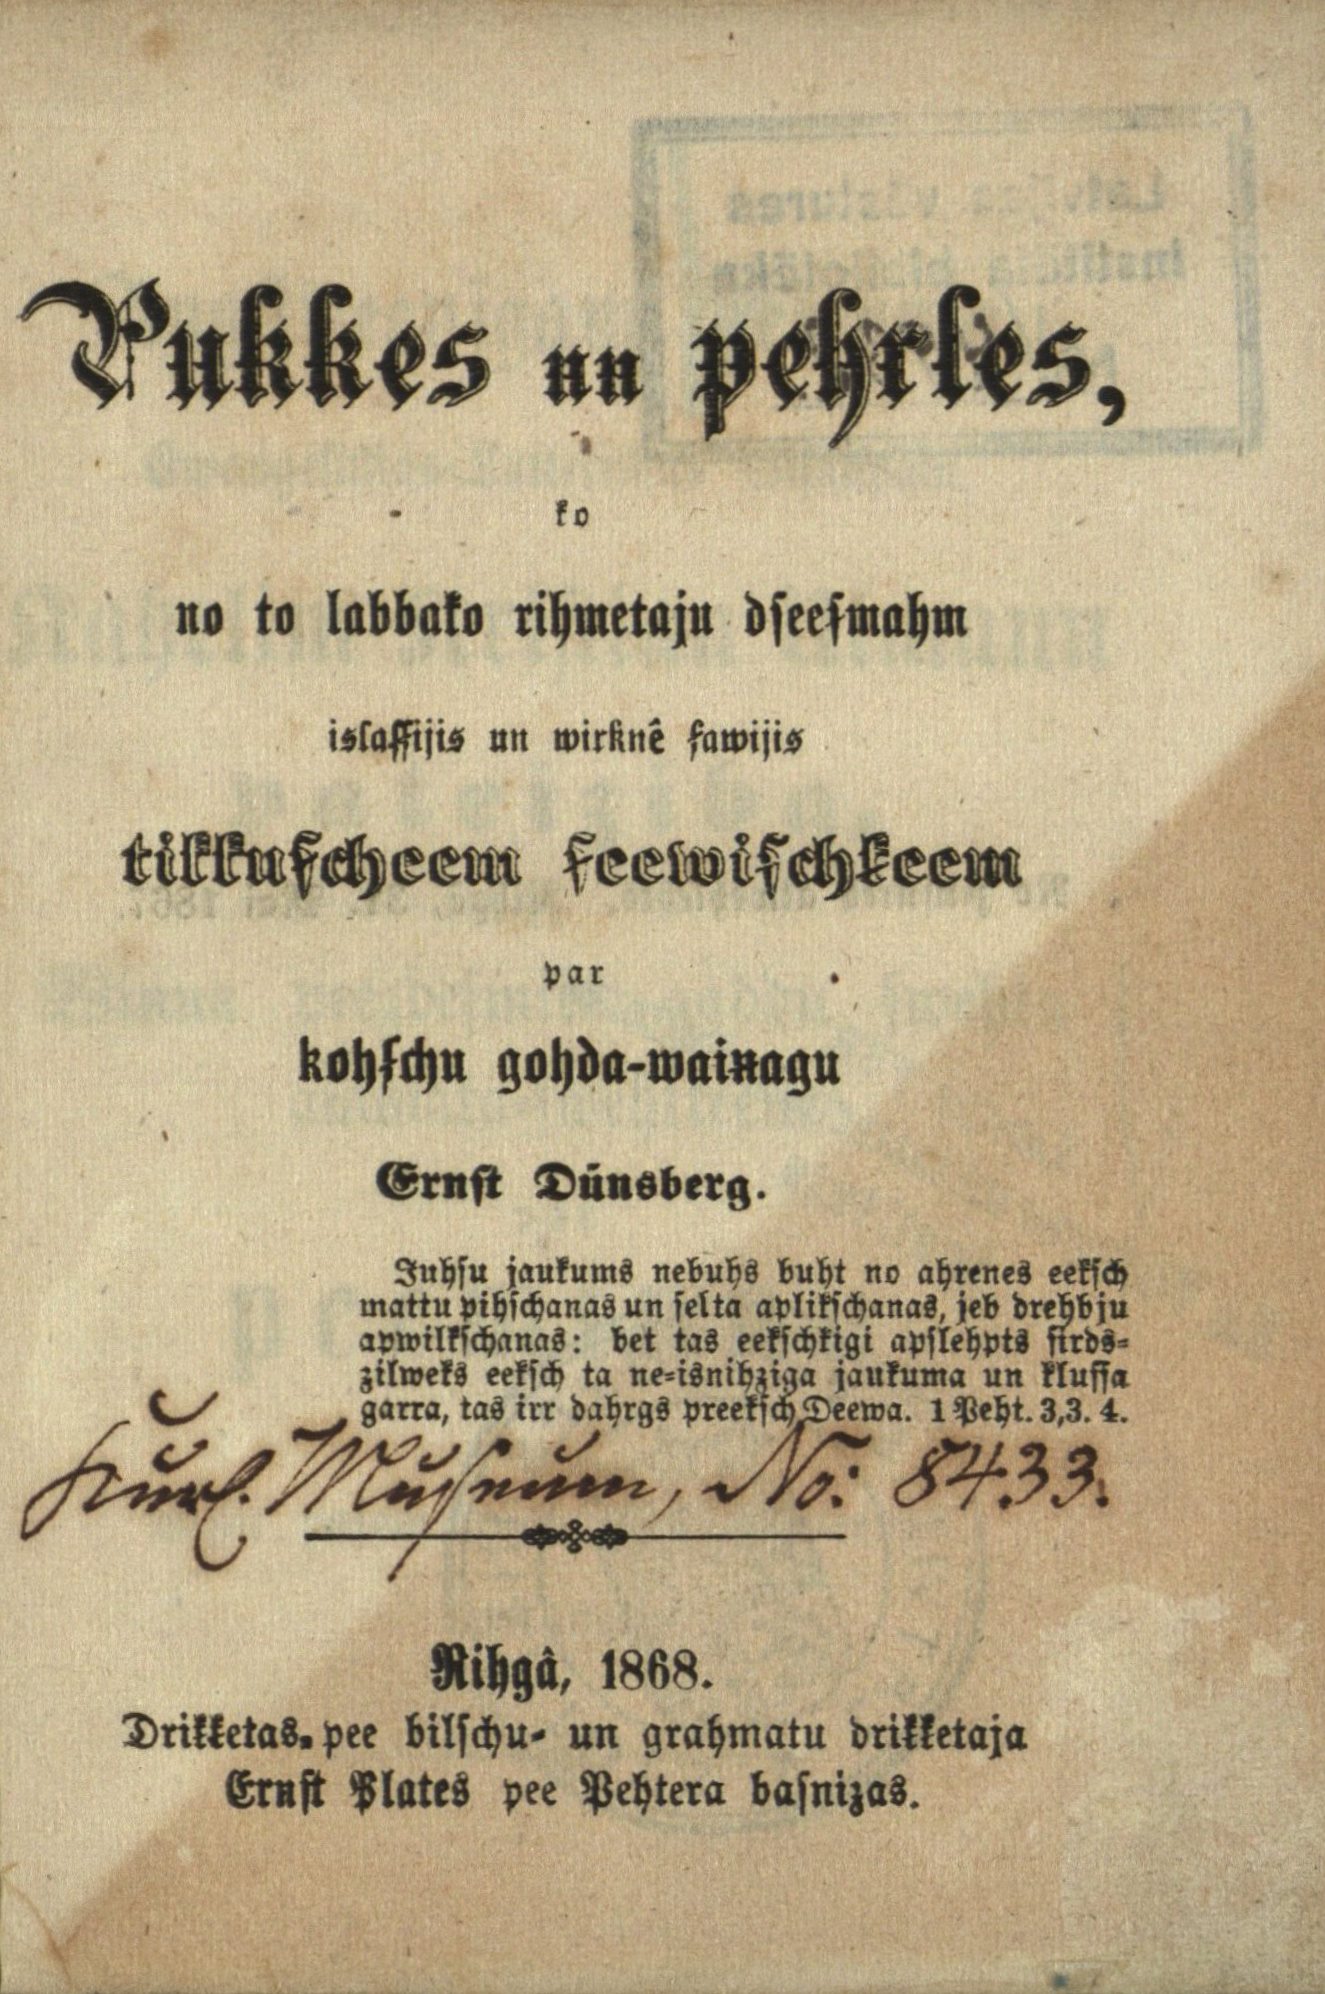 Pukkes un pehrles,
ko
no to labbako rihmetaju dſeeſmahm
islaſſijis un wirknê ſawijis
tikkuſcheem ſeewiſchkeem
par
kohſchu gohda-wainagu
Ernſt Dünsberg.
Juhſu jaukums nebuhs buht no ahrenes eekſch
mattu pihſchanas un ſelta aplikſchanas, jeb drehbju
apwilkſchanas: bet tas eekſchkigi apſlehpts ſirds-
zilweks eekſch ta ne-isnihziga jaukuma un kluſſa
garra, tas irr dahrgs preekſch Deewa. 1 Peht. 3,3. 4.
Kurl. Muſeum, No: 8433.
Rihgâ, 1868.
Drikketas pee bilſchu- un grahmatu drikketaja
Ernſt Plates pee Pehtera baſnizas.